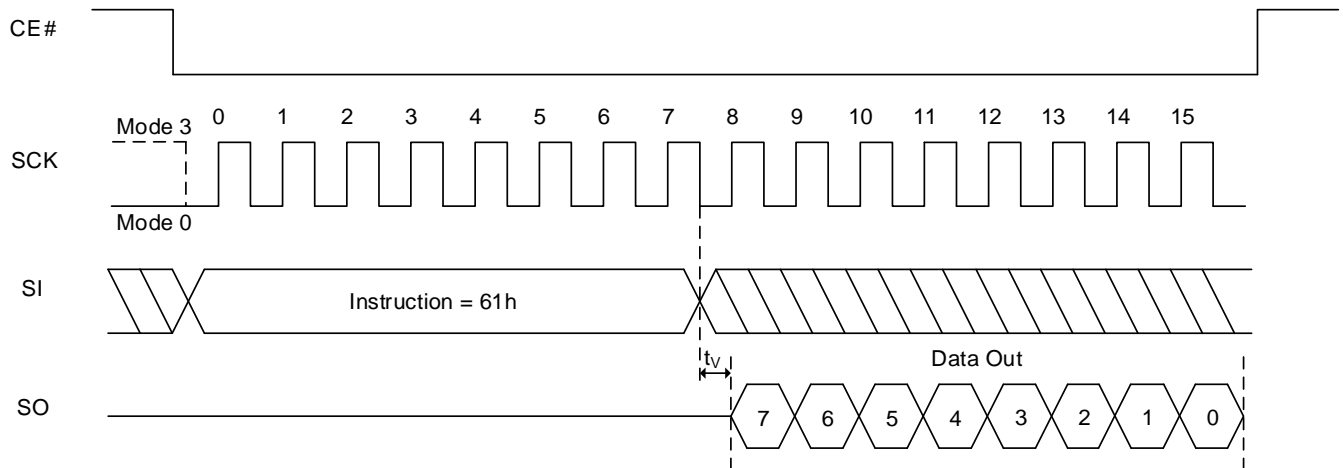 CE#
0 1 2 3 4 5 6 7 8 9 10 11 12 13 14 15
Mode 3
SCK
Mode 0
SI
Instruction = 61h
tV
Data Out
SO
7 6 5 4 3 2 1 0